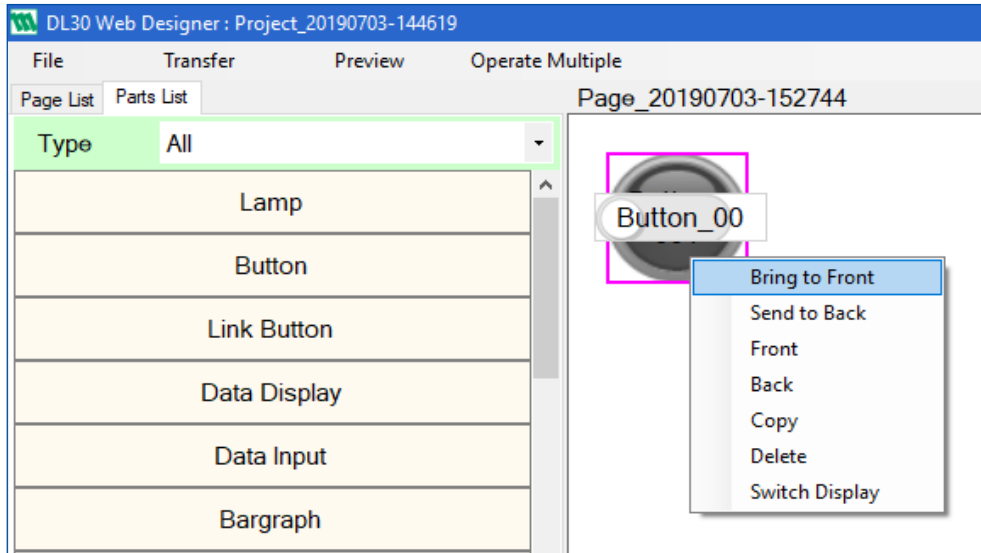 DL30 Web Designer : Project_20190703-144619
File Transfer Preview Operate Multiple
Page List Parts List
Page_20190703-152744
Type All
Lamp
Button
Link Button
Data Display
Data Input
Bargraph
Button_00
Bring to Front
Send to Back
Front
Back
Copy
Delete
Switch Display